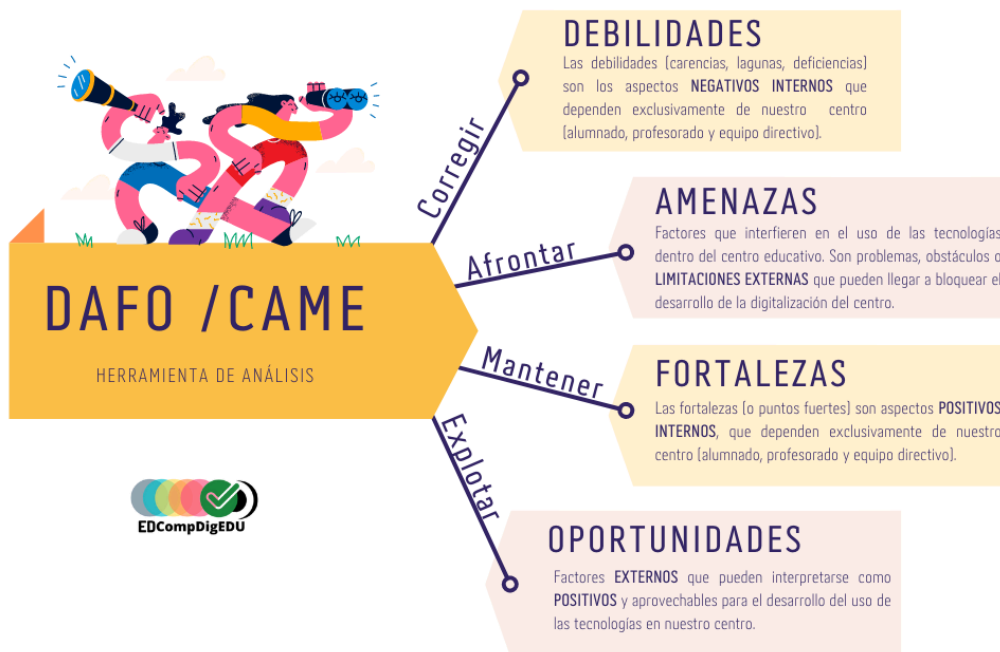 DAFO /CAME
HERRAMIENTA DE ANÁLISIS
EDCompDigEDU
Corregir
DEBILIDADES
Las debilidades (carencias, lagunas, deficiencias)
son los aspectos NEGATIVOS INTERNOS que
dependen exclusivamente de nuestro centro
(alumnado, profesorado y equipo directivo).
Afrontar
AMENAZAS
Factores que interfieren en el uso de las tecnologías
dentro del centro educativo. Son problemas, obstáculos o
LIMITACIONES EXTERNAS que pueden llegar a bloquear el
desarrollo de la digitalización del centro.
Mantener
FORTALEZAS
Las fortalezas (o puntos fuertes) son aspectos POSITIVOS
INTERNOS, que dependen exclusivamente de nuestro
centro (alumnado, profesorado y equipo directivo).
Explotar
OPORTUNIDADES
Factores EXTERNOS que pueden interpretarse como
POSITIVOS y aprovechables para el desarrollo del uso de
las tecnologías en nuestro centro.